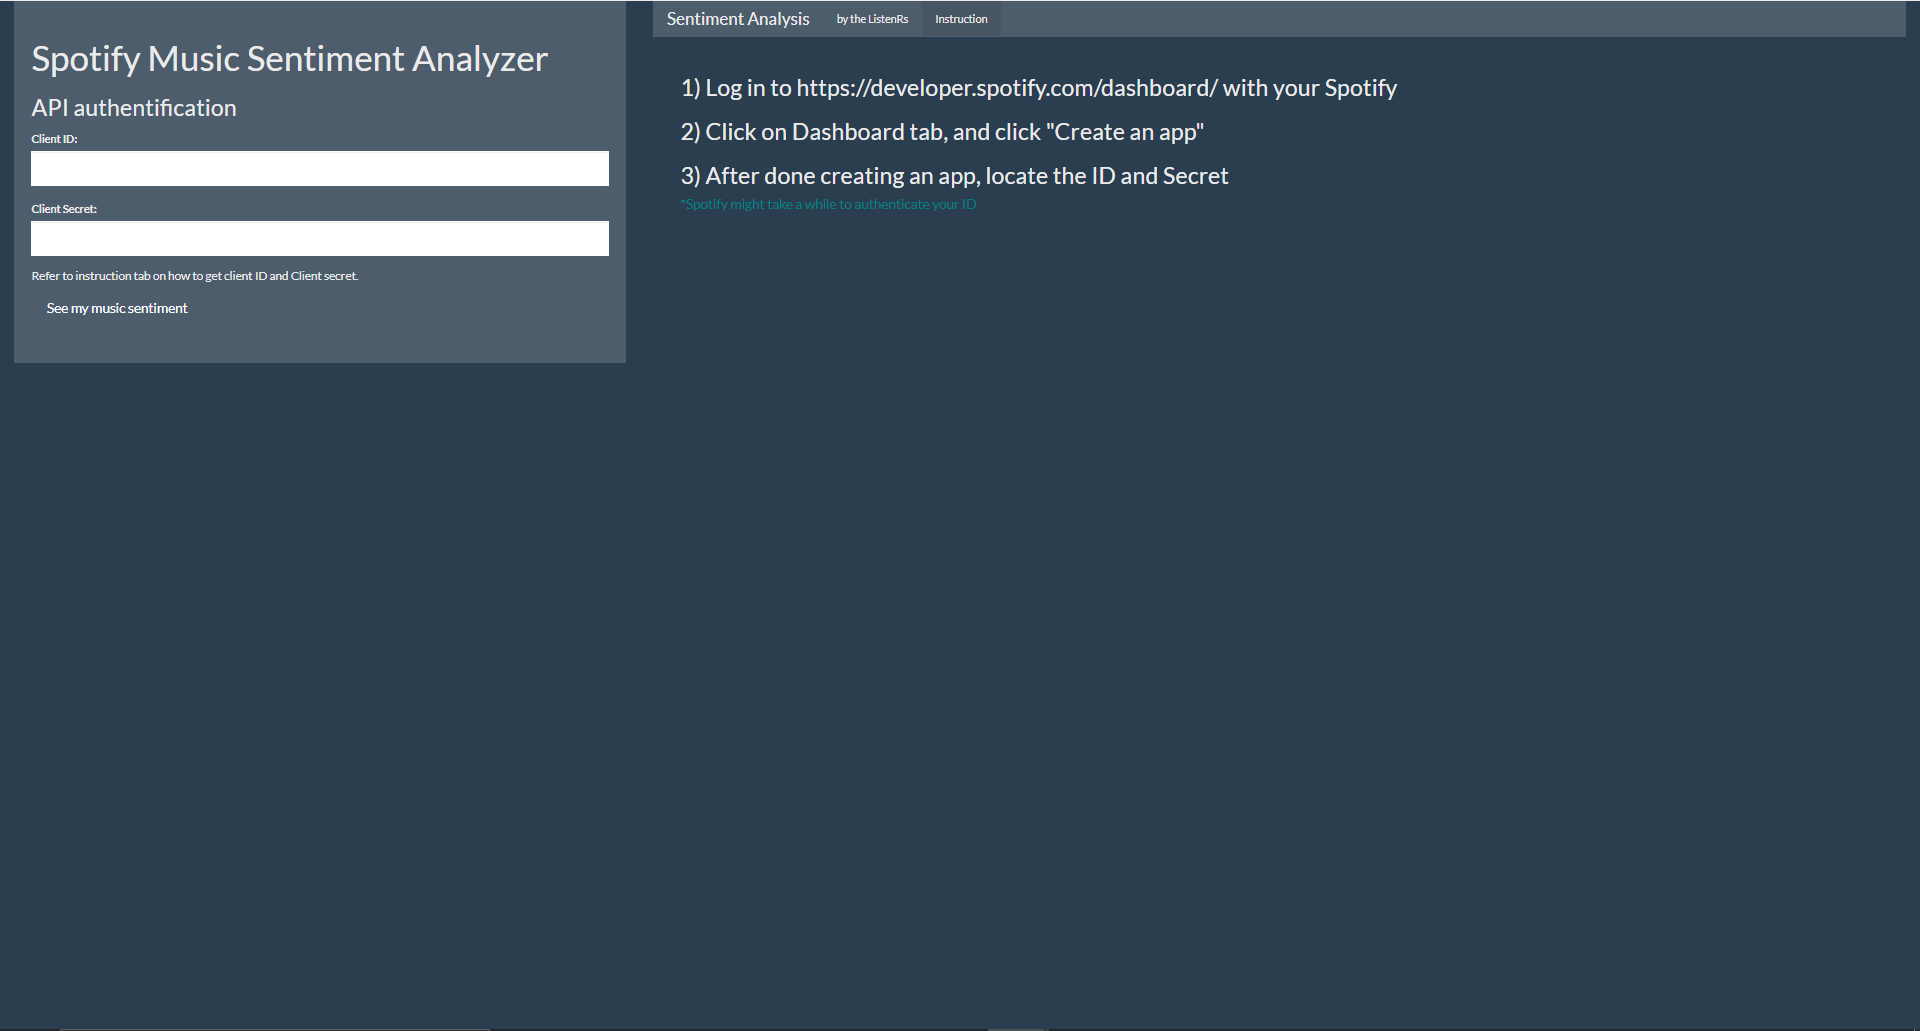 Spotify Music Sentiment Analyzer
API authentification
Client ID:
Client Secret:
Refer to instruction tab on how to get client ID and Client secret.
See my music sentiment
Sentiment Analysis by the ListenRs Instruction
1) Log in to https://developer.spotify.com/dashboard/ with your Spotify
2) Click on Dashboard tab, and click "Create an app"
3) After done creating an app, locate the ID and Secret
*Spotify might take a while to authenticate your ID